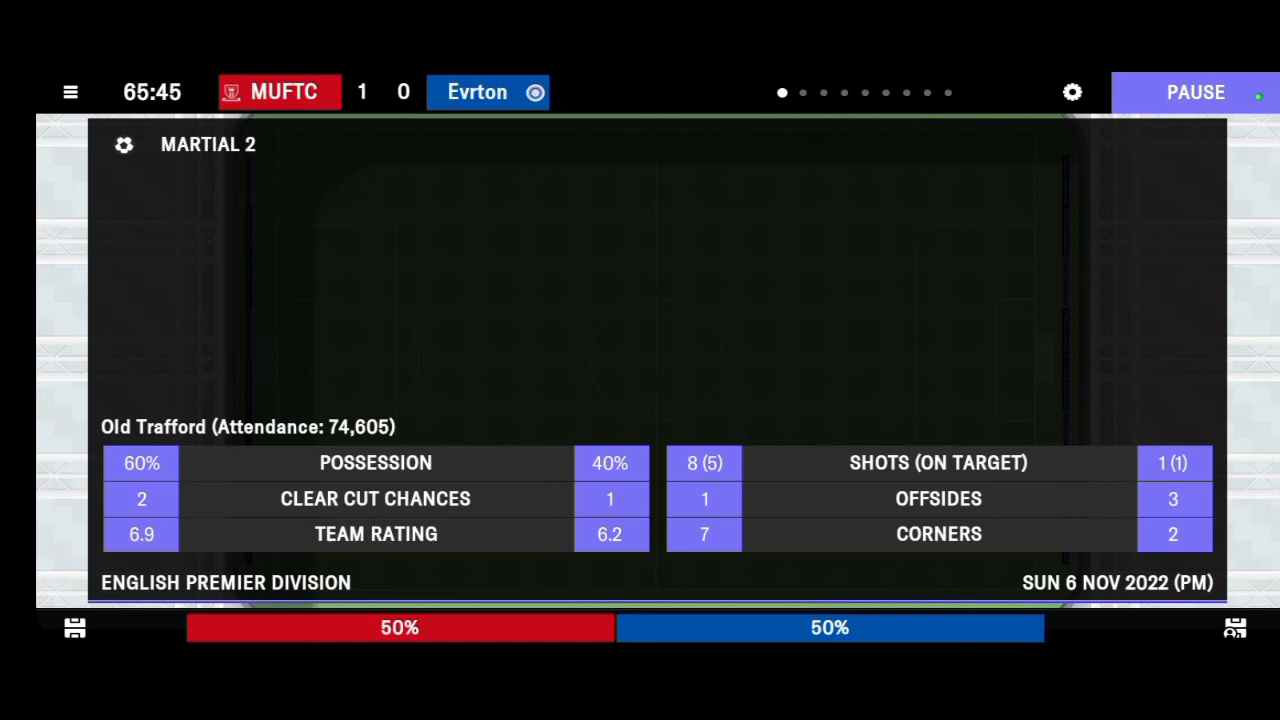 65:45 MUFTC 1 0 Evrton PAUSE
MARTIAL 2
Old Trafford (Attendance: 74,605)
60% POSSESSION 40% 8 (5) SHOTS (ON TARGET) 1 (1)
2 CLEAR CUT CHANCES 1 1 OFFSIDES 3
6.9 TEAM RATING 6.2 7 CORNERS 2
ENGLISH PREMIER DIVISION SUN 6 NOV 2022 (PM)
50% 50%